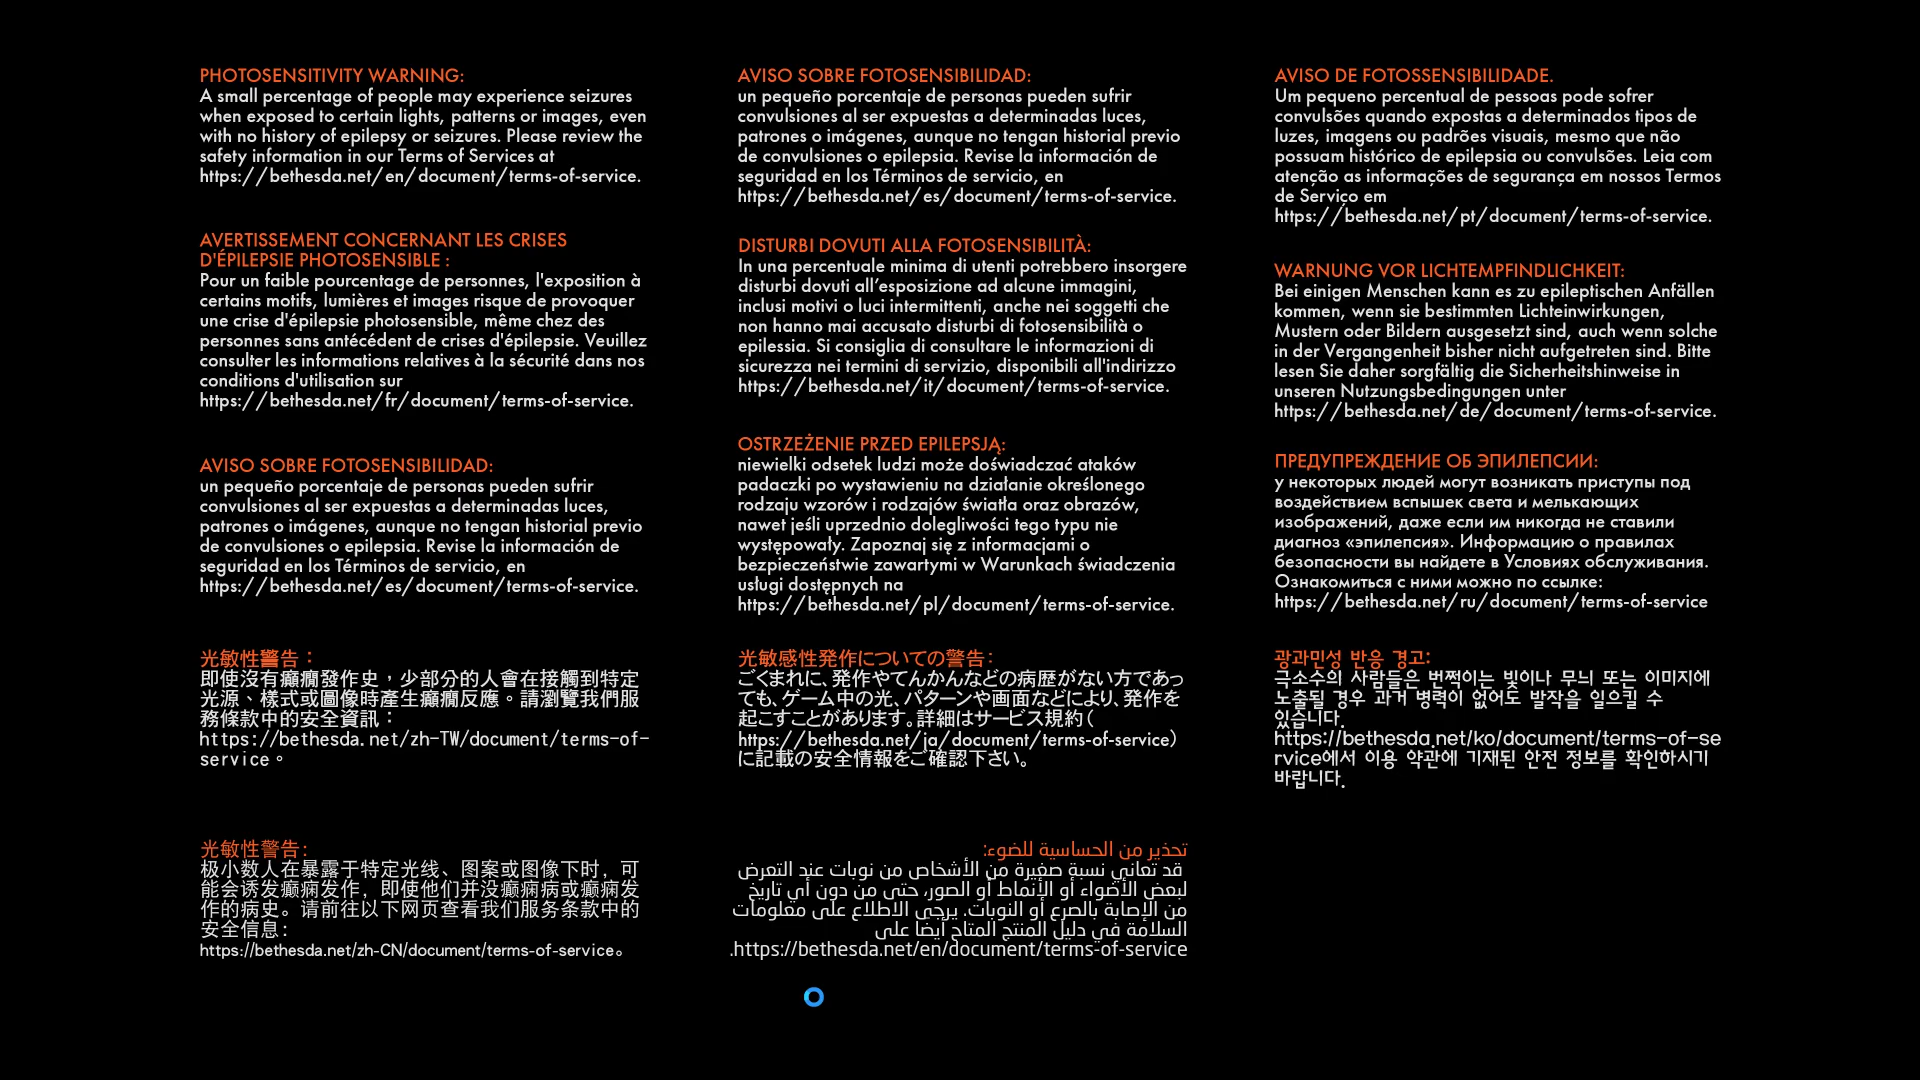 PHOTOSENSITIVITY WARNING:
A small percentage of people may experience seizures
when exposed to certain lights, patterns or images, even
with no history of epilepsy or seizures. Please review the
safety information in our Terms of Services at
https://bethesda.net/en/document/terms-of-service.
AVISO SOBRE FOTOSENSIBILIDAD:
un pequeño porcentaje de personas pueden sufrir
convulsiones al ser expuestas a determinadas luces,
patrones o imágenes, aunque no tengan historial previo
de convulsiones o epilepsia. Revise la información de
seguridad en los Términos de servicio, en
https://bethesda.net/es/document/terms-of-service.
AVISO DE FOTOSSENSIBILIDADE.
Um pequeno percentual de pessoas pode sofrer
convulsões quando expostas a determinados tipos de
luzes, imagens ou padrões visuais, mesmo que não
possuam histórico de epilepsia ou convulsões. Leia com
atenção as informações de segurança em nossos Termos
de Serviço em
https://bethesda.net/pt/document/terms-of-service.
AVERTISSEMENT CONCERNANT LES CRISES
D'ÉPILEPSIE PHOTOSENSIBLE :
Pour un faible pourcentage de personnes, l'exposition à
certains motifs, lumières et images risque de provoquer
une crise d'épilepsie photosensible, même chez des
personnes sans antécédent de crises d'épilepsie. Veuillez
consulter les informations relatives à la sécurité dans nos
conditions d'utilisation sur
https://bethesda.net/fr/document/terms-of-service.
DISTURBI DOVUTI ALLA FOTOSENSIBILITÀ:
In una percentuale minima di utenti potrebbero insorgere
disturbi dovuti all’esposizione ad alcune immagini,
inclusi motivi o luci intermittenti, anche nei soggetti che
non hanno mai accusato disturbi di fotosensibilità o
epilessia. Si consiglia di consultare le informazioni di
sicurezza nei termini di servizio, disponibili all'indirizzo
https://bethesda.net/it/document/terms-of-service.
WARNUNG VOR LICHTEMPFINDLICHKEIT:
Bei einigen Menschen kann es zu epileptischen Anfällen
kommen, wenn sie bestimmten Lichteinwirkungen,
Mustern oder Bildern ausgesetzt sind, auch wenn solche
in der Vergangenheit bisher nicht aufgetreten sind. Bitte
lesen Sie daher sorgfältig die Sicherheitshinweise in
unseren Nutzungsbedingungen unter
https://bethesda.net/de/document/terms-of-service.
AVISO SOBRE FOTOSENSIBILIDAD:
un pequeño porcentaje de personas pueden sufrir
convulsiones al ser expuestas a determinadas luces,
patrones o imágenes, aunque no tengan historial previo
de convulsiones o epilepsia. Revise la información de
seguridad en los Términos de servicio, en
https://bethesda.net/es/document/terms-of-service.
OSTRZEŻENIE PRZED EPILEPSJĄ:
niewielki odsetek ludzi może doświadczać ataków
padaczki po wystawieniu na działanie określonego
rodzaju wzorów i rodzajów światła oraz obrazów,
nawet jeśli uprzednio dolegliwości tego typu nie
występowały. Zapoznaj się z informacjami o
bezpieczeństwie zawartymi w Warunkach świadczenia
usługi dostępnych na
https://bethesda.net/pl/document/terms-of-service.
ПРЕДУПРЕЖДЕНИЕ ОБ ЭПИЛЕПСИИ:
у некоторых людей могут возникать приступы под
воздействием вспышек света и мелькающих
изображений, даже если им никогда не ставили
диагноз «эпилепсия». Информацию о правилах
безопасности вы найдете в Условиях обслуживания.
Ознакомиться с ними можно по ссылке:
https://bethesda.net/ru/document/terms-of-service
光敏性警告：
即使沒有癲癇發作史，少部分的人會在接觸到特定
光源、樣式或圖像時產生癲癇反應。請瀏覽我們服
務條款中的安全資訊：
https://bethesda.net/zh-TW/document/terms-of-
service。
光敏感性発作についての警告:
ごくまれに、発作やてんかんなどの病歴がない方であっ
ても、ゲーム中の光、パターンや画面などにより、発作を
起こすことがあります。詳細はサービス規約（
https://bethesda.net/ja/document/terms-of-service）
に記載の安全情報をご確認下さい。
광과민성 반응 경고:
극소수의 사람들은 번쩍이는 빛이나 무늬 또는 이미지에
노출될 경우 과거 병력이 없어도 발작을 일으킬 수
있습니다.
https://bethesda.net/ko/document/terms-of-se
rvice에서 이용 약관에 기재된 안전 정보를 확인하시기
바랍니다.
光敏性警告:
极小数人在暴露于特定光线、图案或图像下时，可
能会诱发癫痫发作，即使他们并没癫痫病或癫痫发
作的病史。请前往以下网页查看我们服务条款中的
安全信息:
https://bethesda.net/zh-CN/document/terms-of-service。
تحذير من الحساسية للضوء:
قد تعاني نسبة صغيرة من الأشخاص من نوبات عند التعرض
لبعض الأضواء أو الأنماط أو الصور، حتى من دون أي تاريخ
من الإصابة بالصرع أو النوبات. يرجى الاطلاع على معلومات
السلامة في دليل المنتج المتاح أيضا على
https://bethesda.net/en/document/terms-of-service.